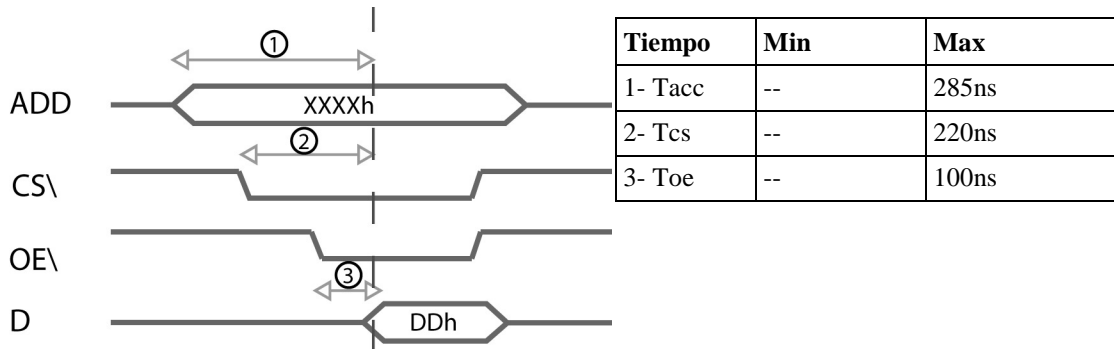 1
ADD
XXXXh
2
CS\
OE\
3
D
DDh
Tiempo Min Max
1- Tacc -- 285ns
2- Tcs -- 220ns
3- Toe -- 100ns